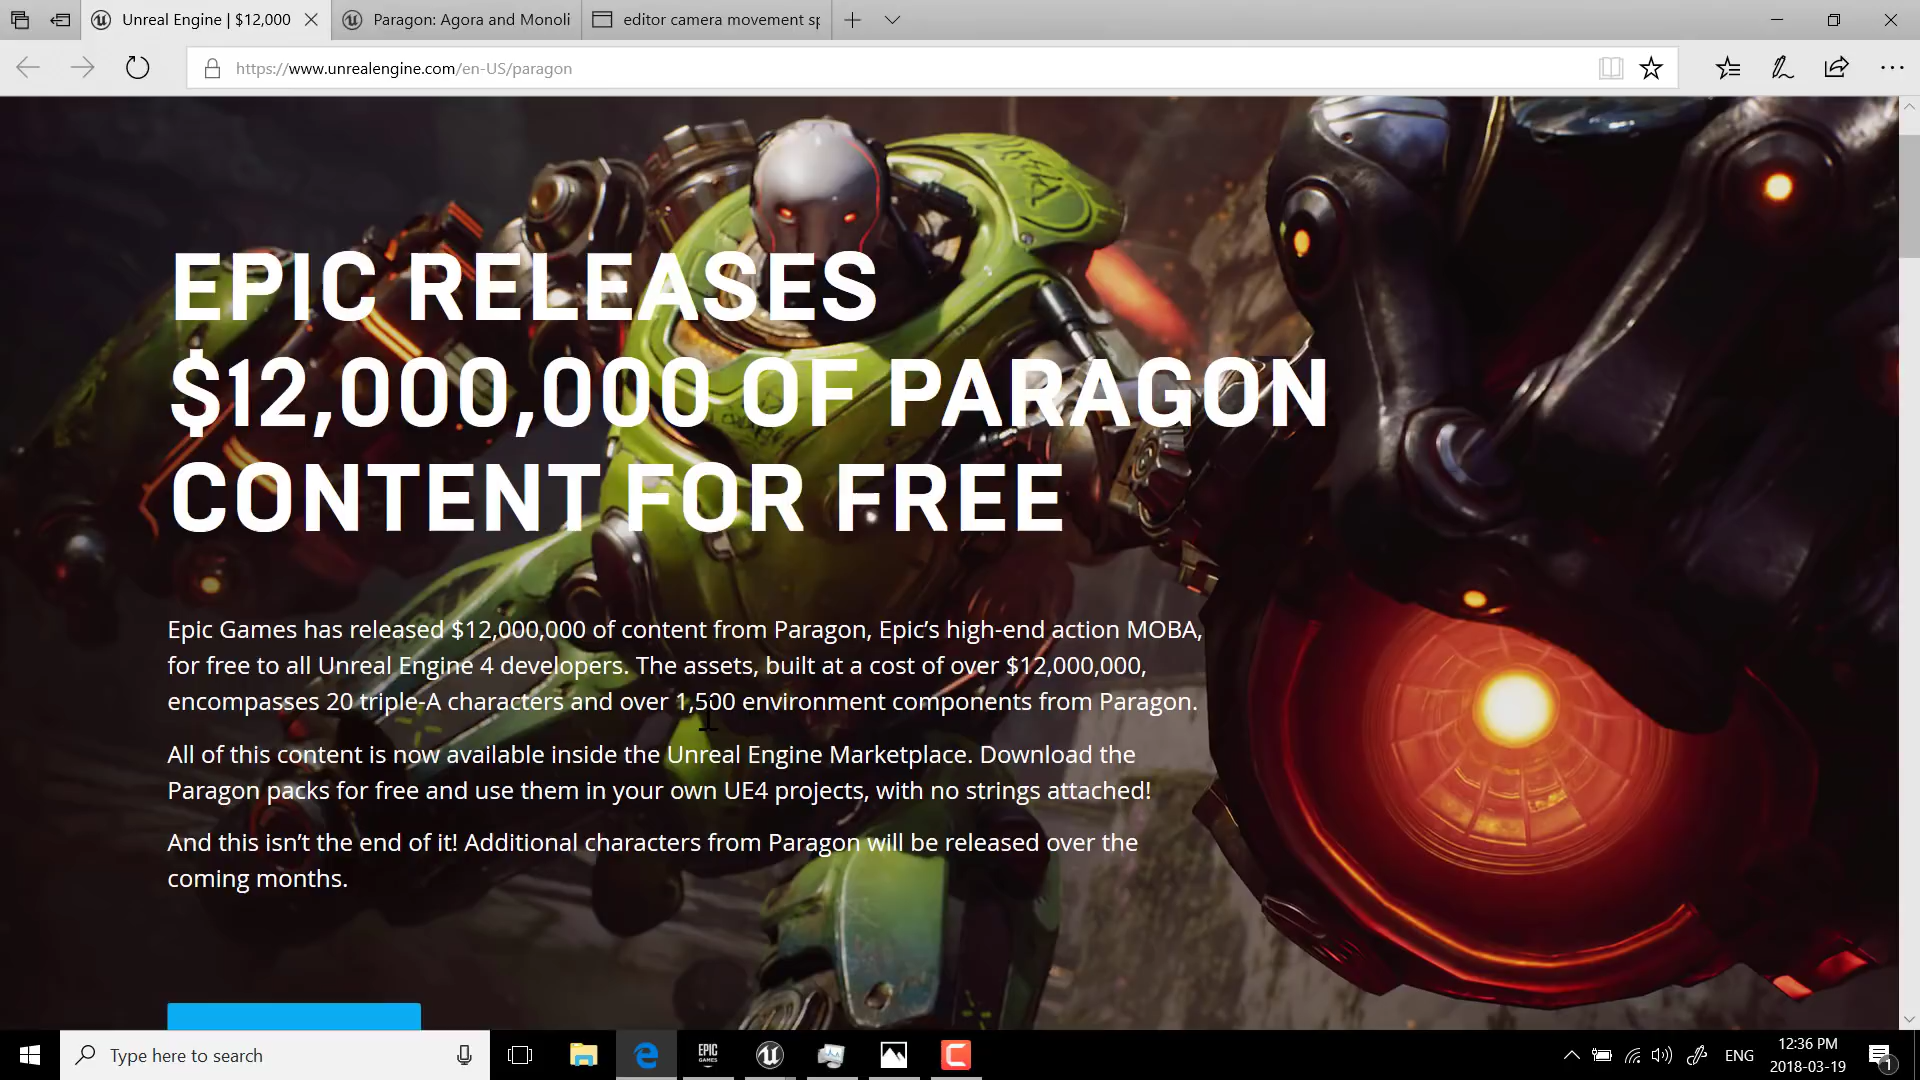 Unreal Engine | $12,000
Paragon: Agora and Monoli
editor camera movement sp
https://www.unrealengine.com/en-US/paragon
EPIC RELEASES
$12,000,000 OF PARAGON
CONTENT FOR FREE
Epic Games has released $12,000,000 of content from Paragon, Epic’s high-end action MOBA,
for free to all Unreal Engine 4 developers. The assets, built at a cost of over $12,000,000,
encompasses 20 triple-A characters and over 1,500 environment components from Paragon.
All of this content is now available inside the Unreal Engine Marketplace. Download the
Paragon packs for free and use them in your own UE4 projects, with no strings attached!
And this isn’t the end of it! Additional characters from Paragon will be released over the
coming months.
Type here to search
EPIC
GAMES
ENG
12:36 PM
2018-03-19
1